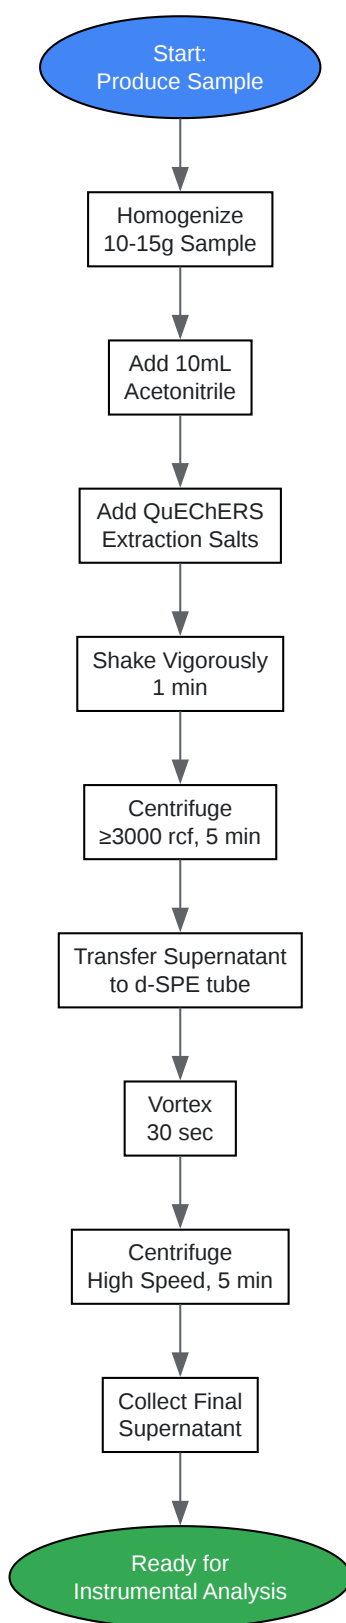 Start:
Produce Sample
Homogenize
10-15g Sample
Add 10mL
Acetonitrile
Add QuEChERS
Extraction Salts
Shake Vigorously
1 min
Centrifuge
≥3000 rcf, 5 min
Transfer Supernatant
to d-SPE tube
Vortex
30 sec
Centrifuge
High Speed, 5 min
Collect Final
Supernatant
Ready for
Instrumental Analysis